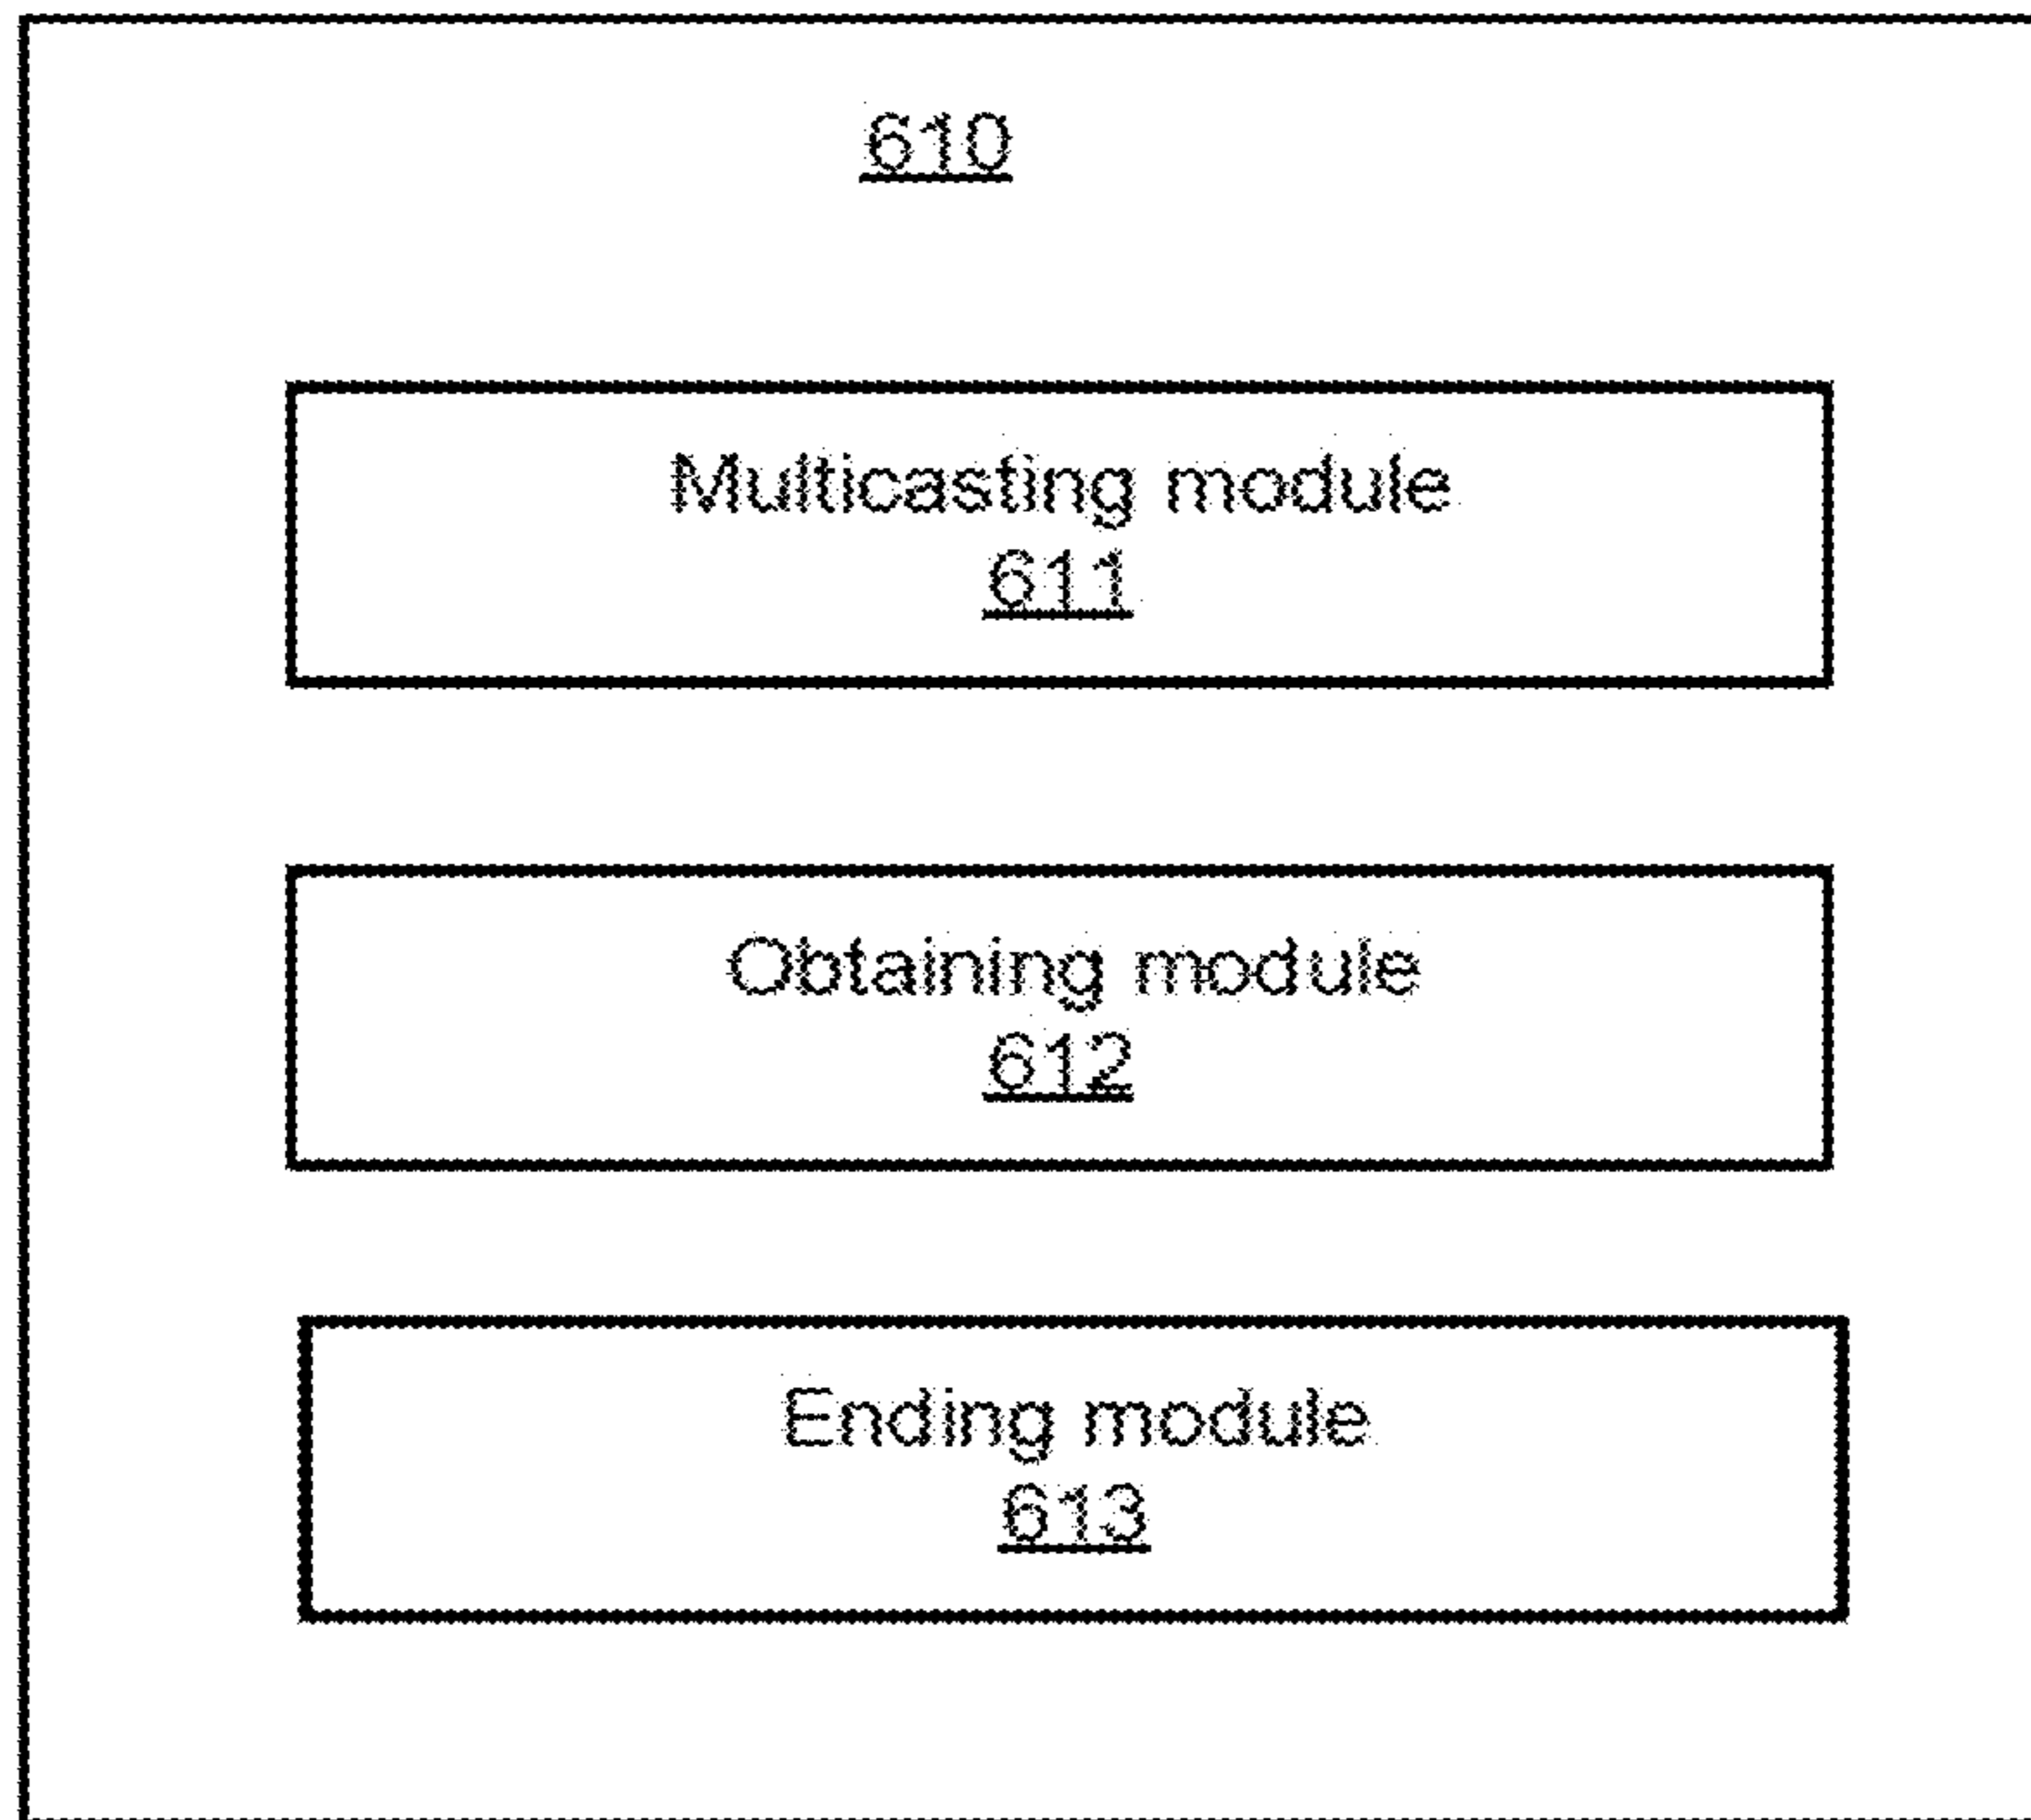 610
Multicasting module
611
Obtaining module
612
Ending module
613